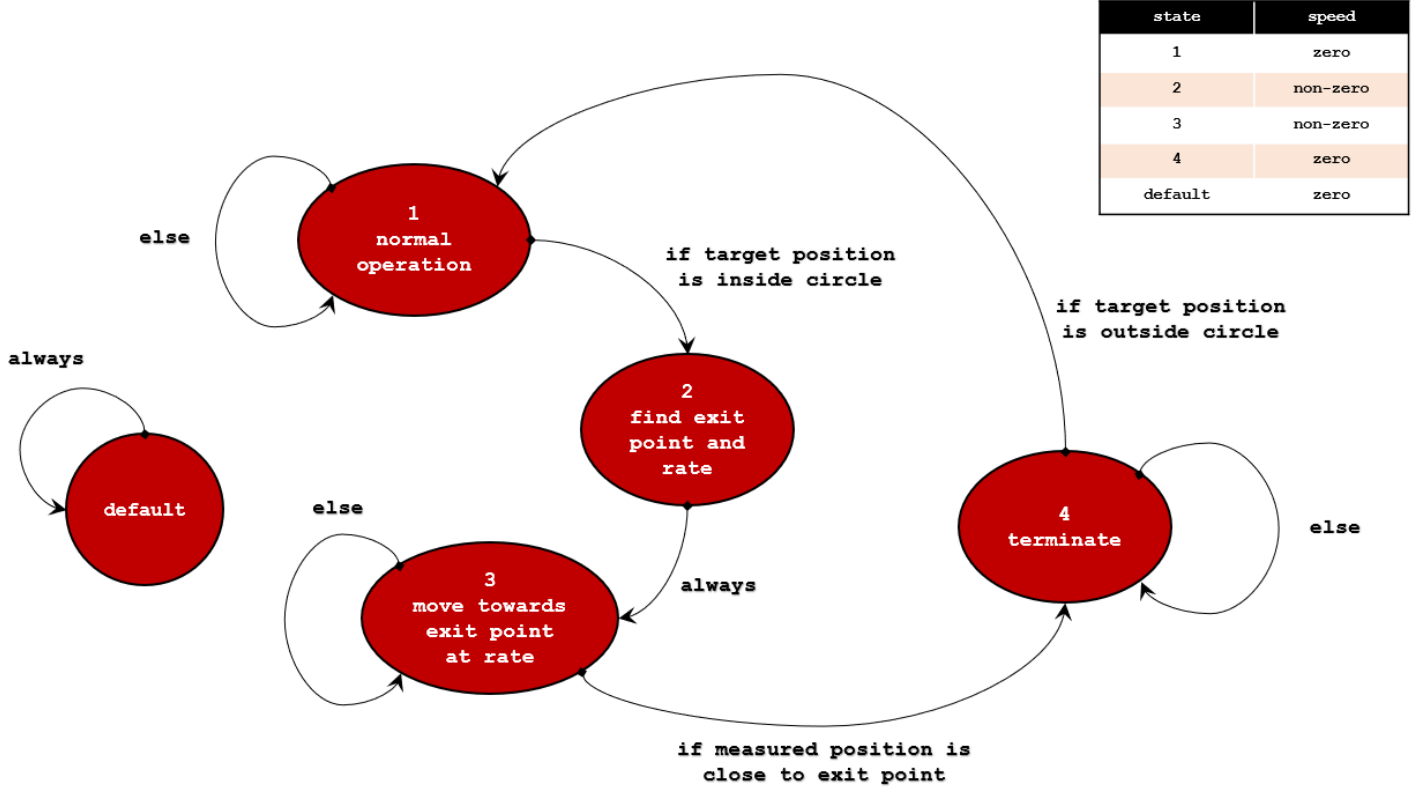 state speed
1 zero
2 non-zero
3 non-zero
4 zero
default zero
1
normal
operation
else
if target position
is inside circle
if target position
is outside circle
always
2
find exit
point and
rate
default
else
4
terminate
else
always
3
move towards
exit point
at rate
if measured position is
close to exit point